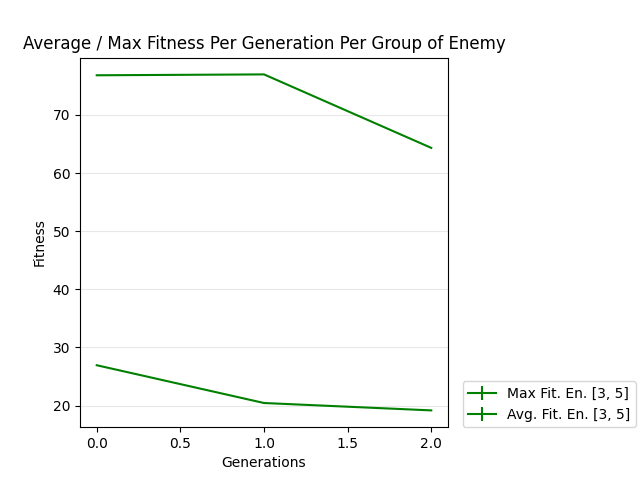 Average / Max Fitness Per Generation Per Group of Enemy
70
60
50
40
30
20
Fitness
0.0 0.5 1.0 1.5 2.0
Generations
Max Fit. En. [3, 5]
Avg. Fit. En. [3, 5]